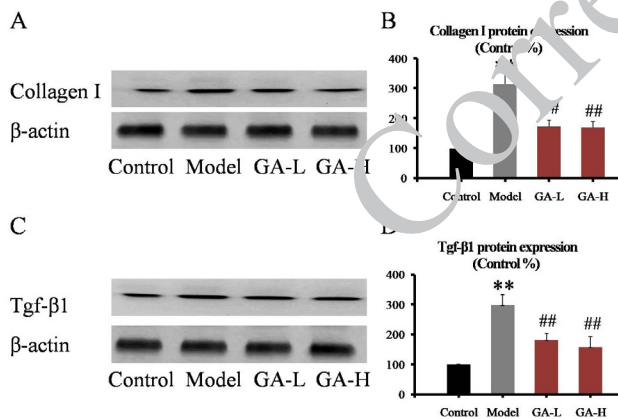 A
Collagen I
β-actin
Control Model GA-L GA-H
B
Collagen I protein expression
(Control %)
400
300
200
100
0
##
Control Model GA-L GA-H
C
Tgf-β1
β-actin
Control Model GA-L GA-H
D
Tgf-β1 protein expression
(Control %)
400
300
200
100
0
**
##
##
Control Model GA-L GA-H